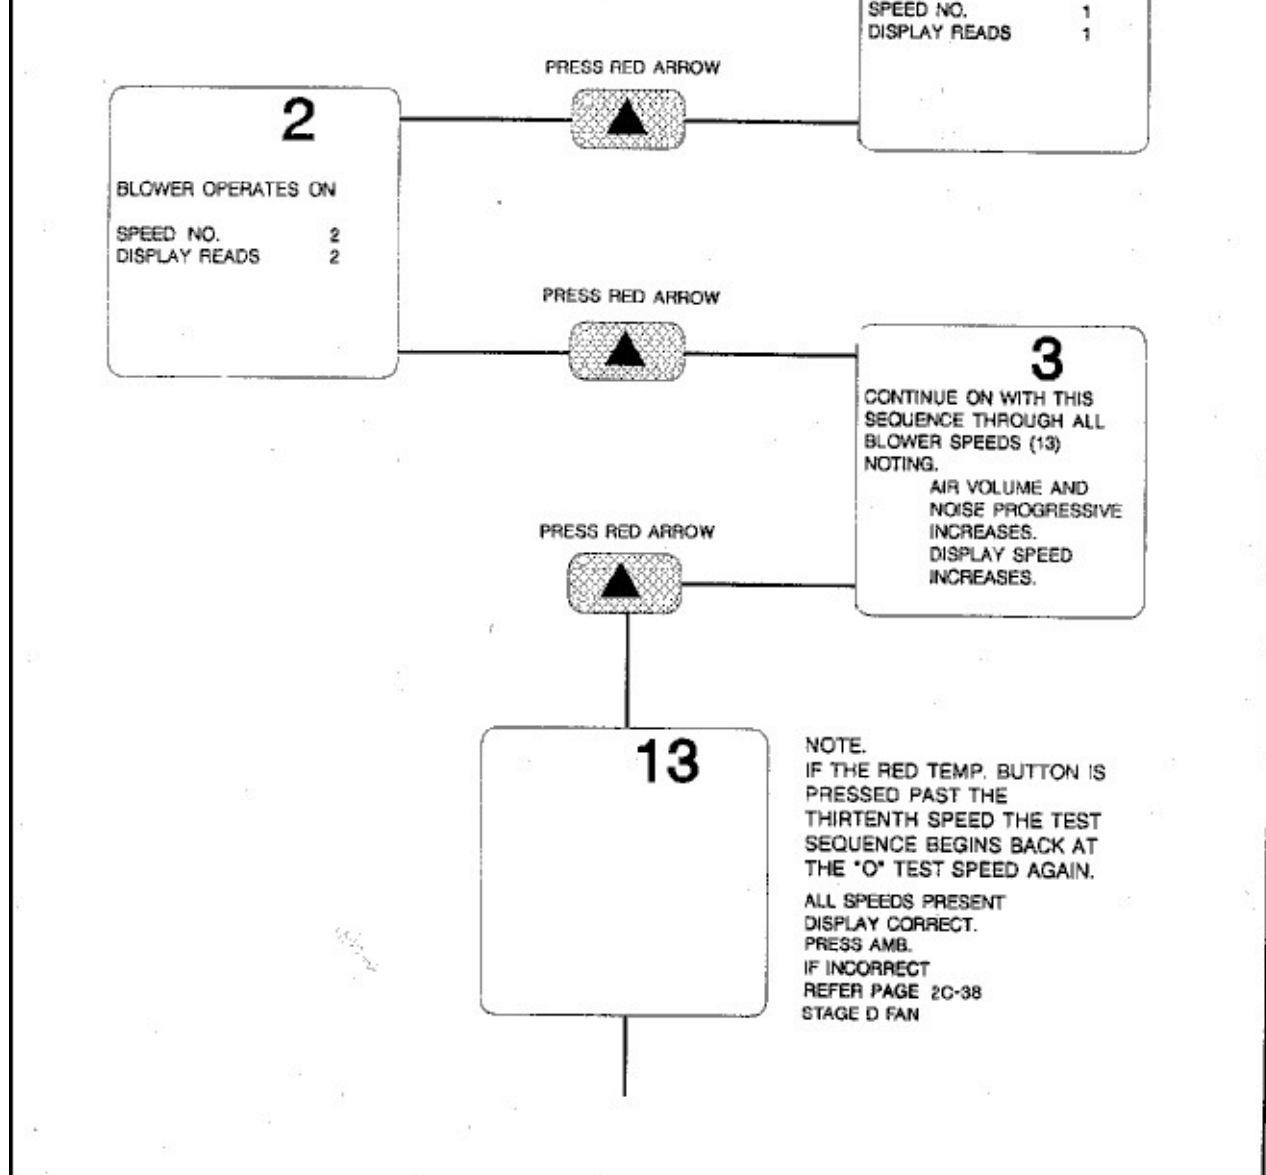 SPEED NO. 1
DISPLAY READS 1
PRESS RED ARROW
2
BLOWER OPERATES ON
SPEED NO. 2
DISPLAY READS 2
PRESS RED ARROW
3
CONTINUE ON WITH THIS
SEQUENCE THROUGH ALL
BLOWER SPEEDS (13)
NOTING.
AIR VOLUME AND
NOISE PROGRESSIVE
INCREASES.
DISPLAY SPEED
INCREASES.
PRESS RED ARROW
13
NOTE.
IF THE RED TEMP. BUTTON IS
PRESSED PAST THE
THIRTENTH SPEED THE TEST
SEQUENCE BEGINS BACK AT
THE "O" TEST SPEED AGAIN.
ALL SPEEDS PRESENT
DISPLAY CORRECT.
PRESS AMB.
IF INCORRECT
REFER PAGE 2C-38
STAGE D FAN